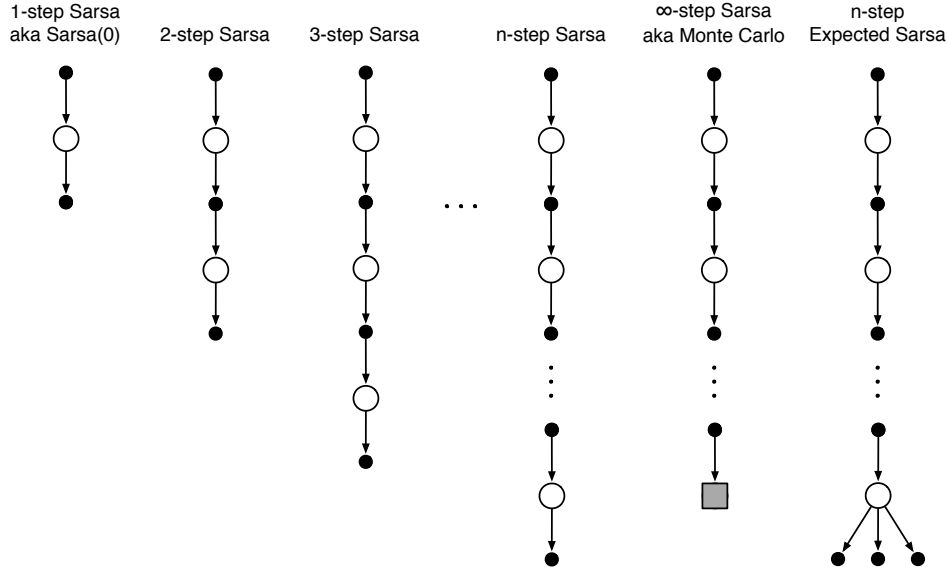 1-step Sarsa
aka Sarsa(0)
2-step Sarsa
3-step Sarsa
n-step Sarsa
∞-step Sarsa
aka Monte Carlo
n-step
Expected Sarsa